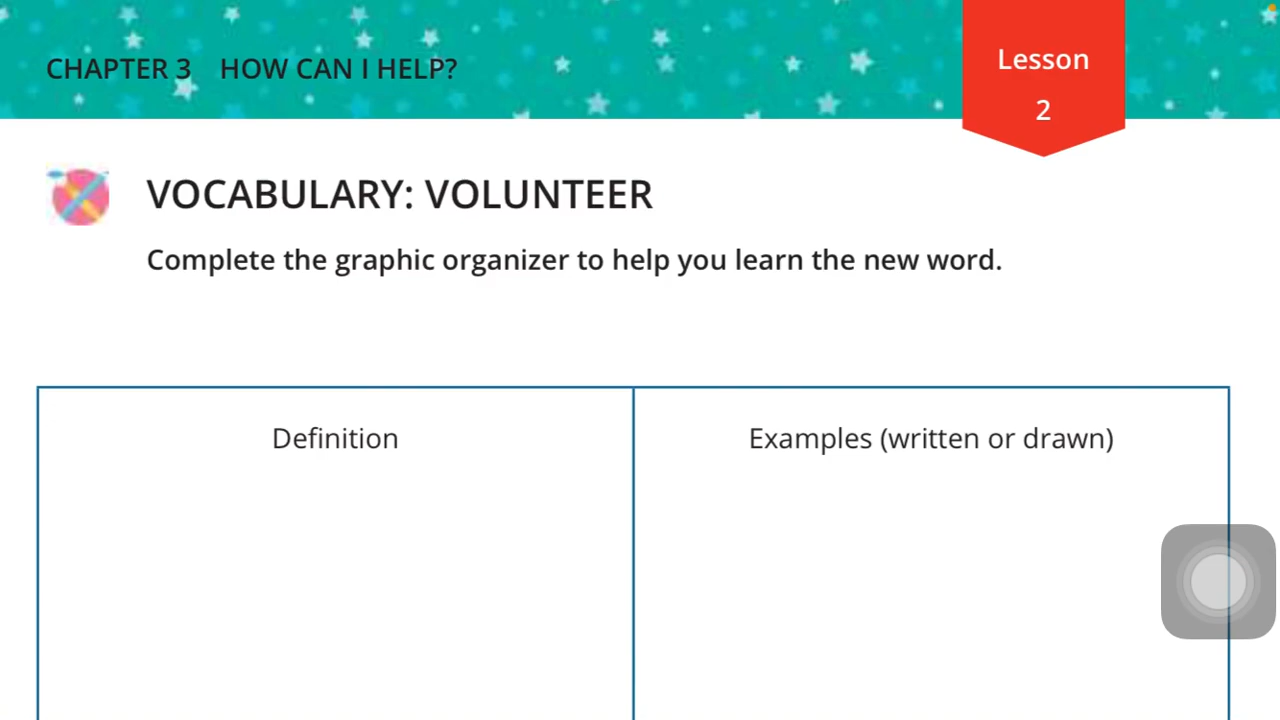 CHAPTER 3 HOW CAN I HELP?
Lesson
2
VOCABULARY: VOLUNTEER
Complete the graphic organizer to help you learn the new word.
Definition
Examples (written or drawn)